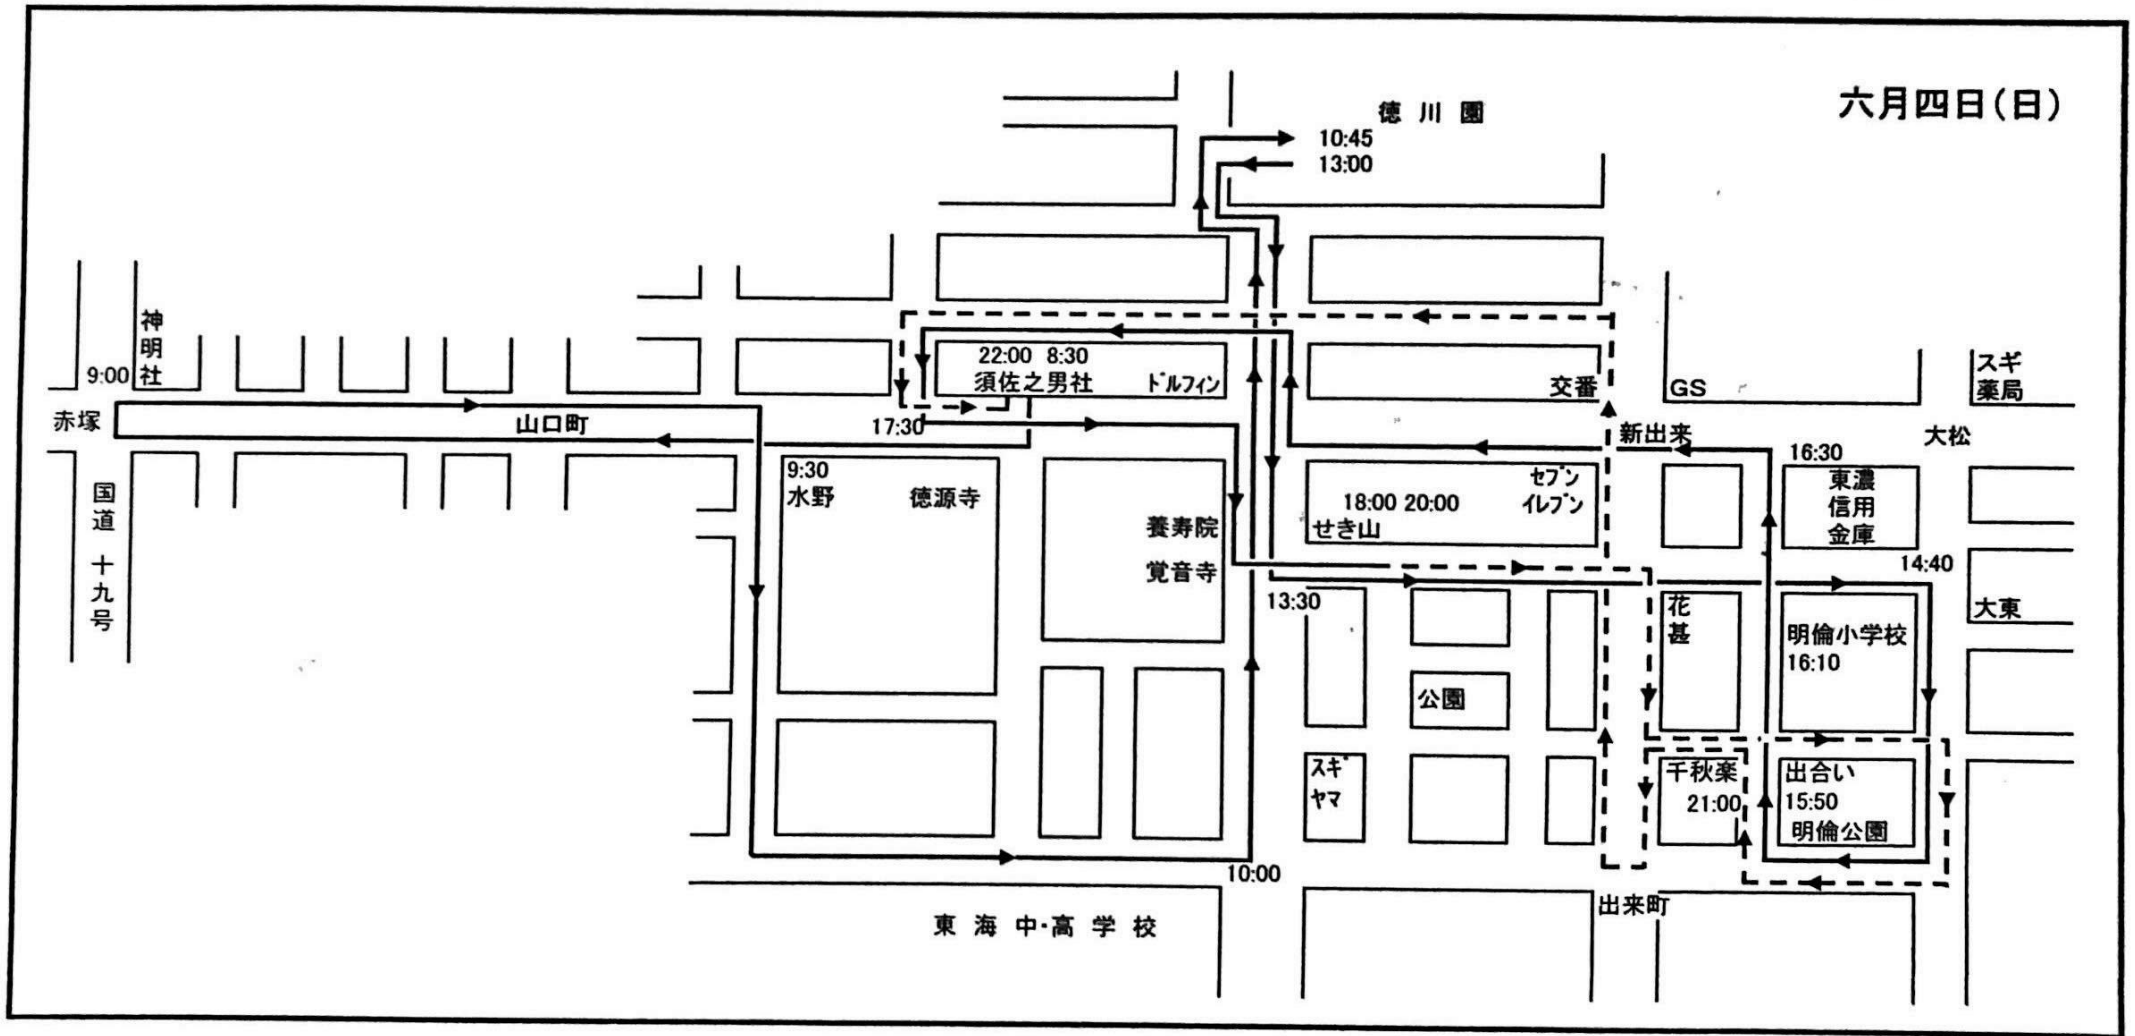 六月四日(日)
徳川園
10:45
13:00
神明社
9:00
赤塚
山口町
国道十九号
22:00 8:30
須佐之男社
ドルフィン
17:30
交番
GS
スギ
薬局
新出来
大松
16:30
東濃
信用
金庫
9:30
水野
徳源寺
養寿院
覚音寺
セブン
イレブン
18:00 20:00
せき山
14:40
大東
13:30
花甚
明倫小学校
16:10
公園
スギ
ヤマ
千秋楽
21:00
出合い
15:50
明倫公園
10:00
出来町
東海中・高学校